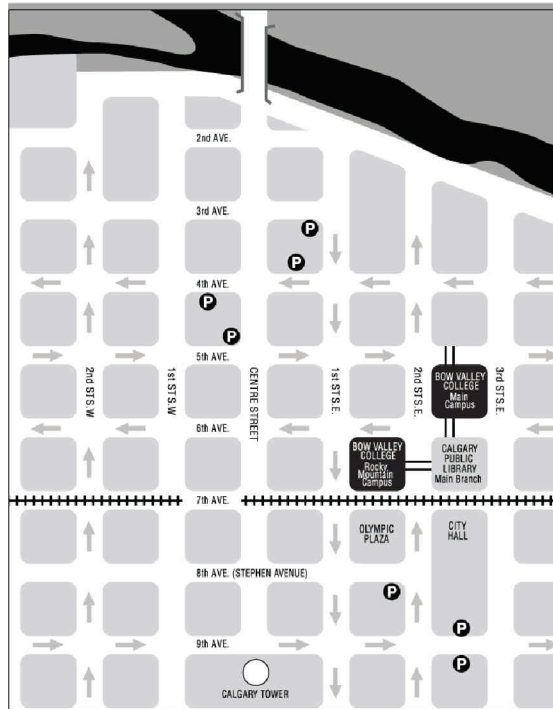 2nd AVE.
3rd AVE.
P
P
4th AVE.
P
P
5th AVE.
2nd STS.W
1st STS.W
CENTRE STREET
1st STS.E.
2nd STS.E.
3rd STS.E.
BOW VALLEY
COLLEGE
Main
Campus
6th AVE.
BOW VALLEY
COLLEGE
Rocky
Mountain
Campus
CALGARY
PUBLIC
LIBRARY
Main Branch
7th AVE.
OLYMPIC
PLAZA
CITY
HALL
8th AVE. (STEPHEN AVENUE)
P
P
9th AVE.
P
CALGARY TOWER